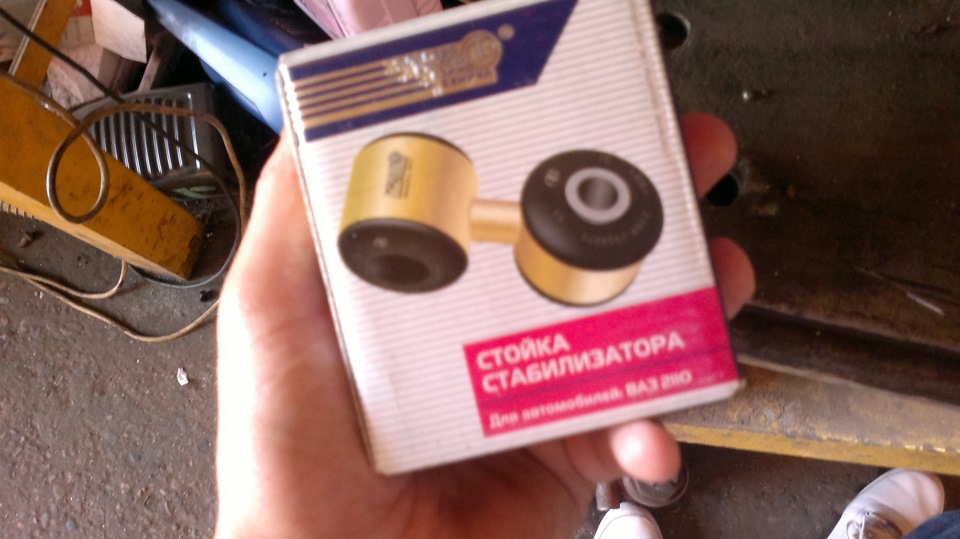 СТОЙКА
СТАБИЛИЗАТОРА
Для автомобилей: ВАЗ 2110